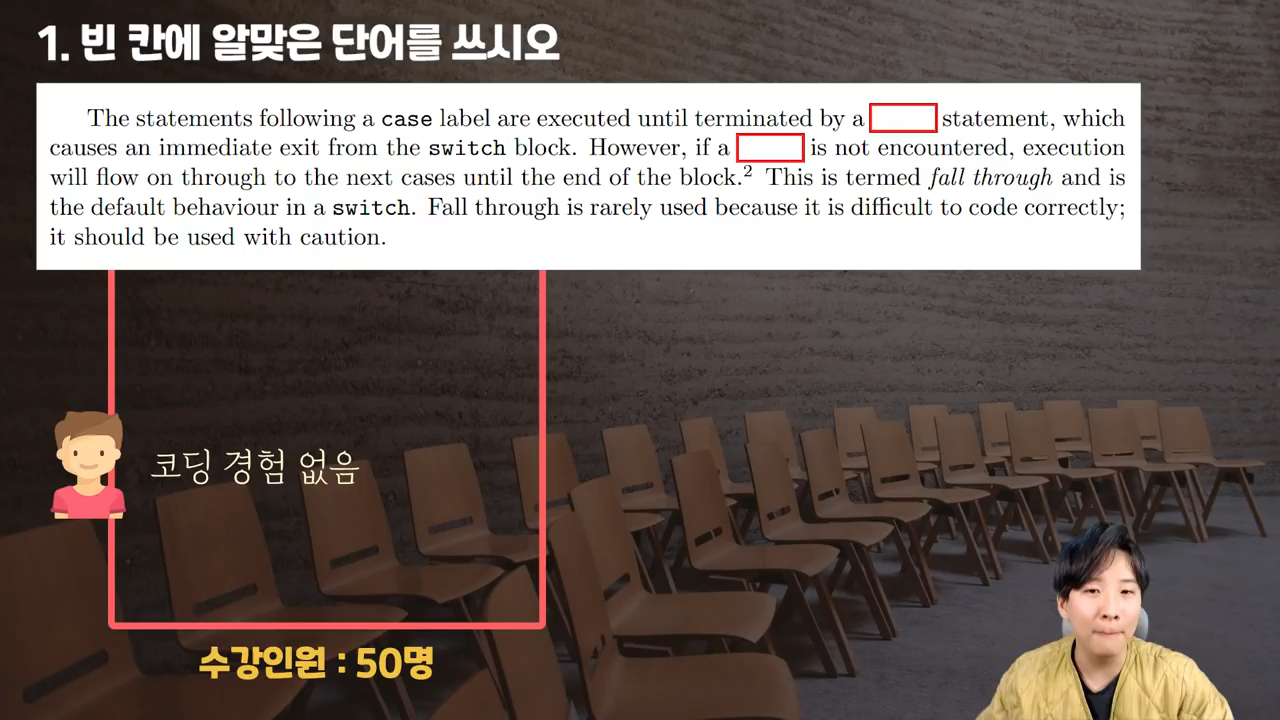 1. 빈 칸에 알맞은 단어를 쓰시오
The statements following a case label are executed until terminated by a statement, which
causes an immediate exit from the switch block. However, if a is not encountered, execution
will flow on through to the next cases until the end of the block.² This is termed fall through and is
the default behaviour in a switch. Fall through is rarely used because it is difficult to code correctly;
it should be used with caution.
코딩 경험 없음
수강인원 : 50명